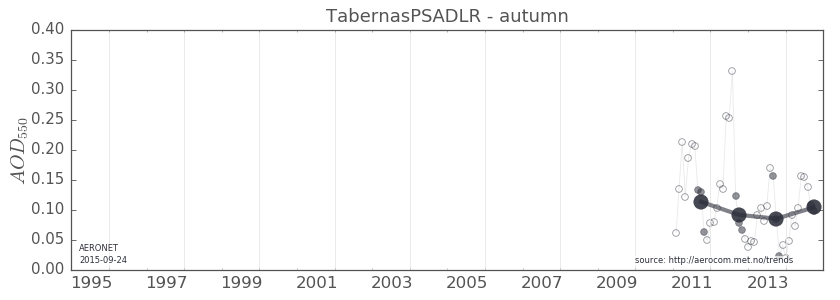 TabernasPSADLR - autumn
0.40
0.35
0.30
0.25
0.20
0.15
0.10
0.05
0.00
AOD550
AERONET
2015-09-24
source: http://aerocom.met.no/trends
1995 1997 1999 2001 2003 2005 2007 2009 2011 2013